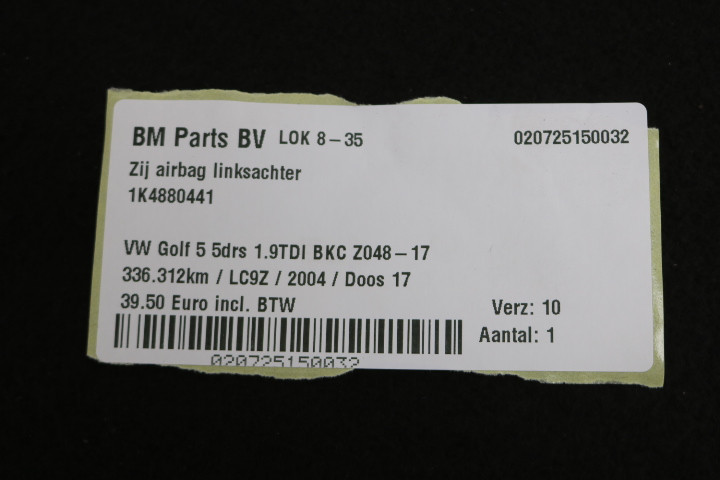 BM Parts BV LOK 8-35 020725150032
Zij airbag linksachter
1K4880441
VW Golf 5 5drs 1.9TDI BKC Z048-17
336.312km / LC9Z / 2004 / Doos 17
39.50 Euro incl. BTW Verz: 10
Aantal: 1
020725150032